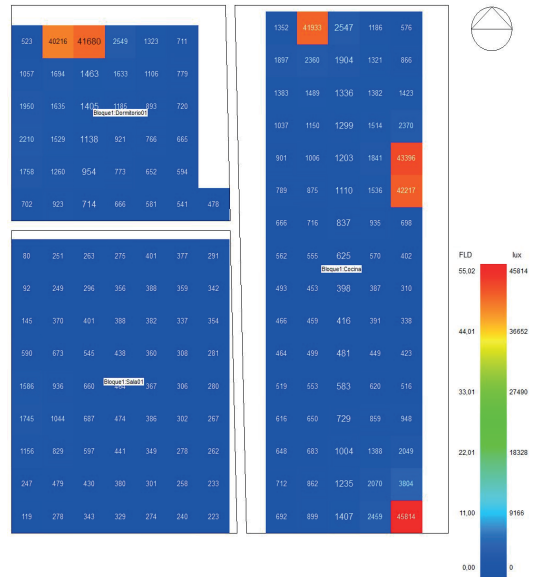 523 40216 41680 2549 1323 711
1057 1694 1463 1633 1106 779
1950 1635 1405 1185 893 720
Bloque1:Dormitorio01
2210 1529 1138 921 766 665
1758 1260 954 773 652 594
702 923 714 666 581 541 478
80 251 263 275 401 377 291
92 249 296 356 388 359 342
145 370 401 388 382 337 354
590 673 545 438 360 308 281
1586 936 660 484 367 306 280
Bloque1:Sala01
1745 1044 687 474 386 302 267
1156 829 597 441 349 278 262
247 479 430 380 301 258 233
119 278 343 329 274 240 223
1352 41933 2547 1186 576
1897 2360 1904 1321 866
1383 1489 1336 1382 1423
1037 1150 1299 1514 2370
901 1006 1203 1841 43396
789 875 1110 1536 42217
666 716 837 935 698
562 555 625 570 402
Bloque1:Cocina
493 453 398 387 310
466 459 416 391 338
464 499 481 449 423
519 553 583 620 516
616 650 729 859 948
648 683 1004 1388 2049
712 862 1235 2070 3804
692 899 1407 2459 45814
FLD lux
55,02 45814
44,01 36652
33,01 27490
22,01 18328
11,00 9166
0,00 0